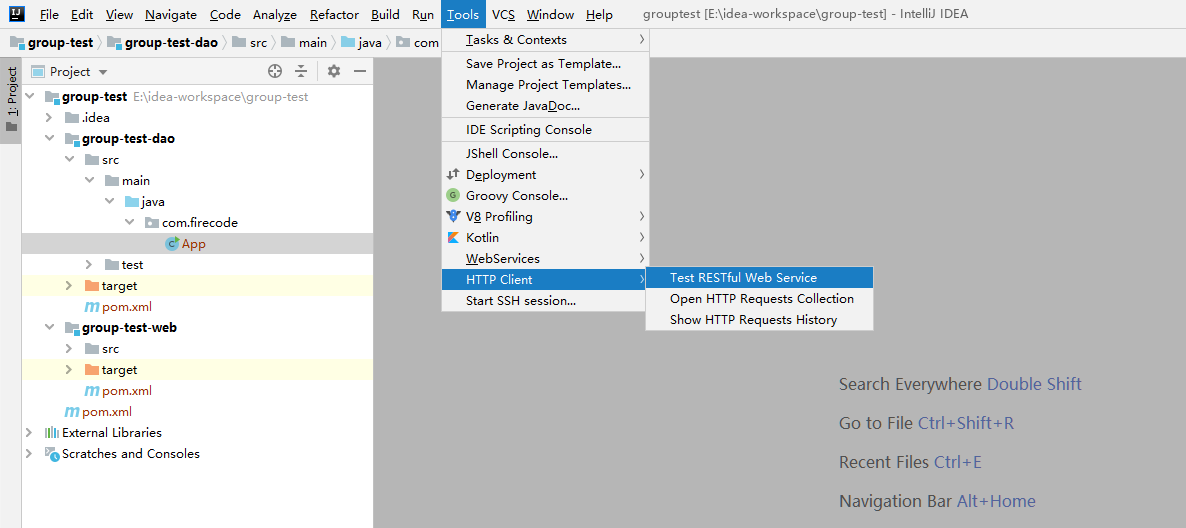 IJ File Edit View Navigate Code Analyze Refactor Build Run Tools VCS Window Help grouptest [E:\idea-workspace\group-test] - IntelliJ IDEA
group-test group-test-dao src main java com
1: Project
Project
group-test E:\idea-workspace\group-test
.idea
group-test-dao
src
main
java
com.firecode
C App
test
target
m pom.xml
group-test-web
src
target
m pom.xml
m pom.xml
External Libraries
Scratches and Consoles
Tasks & Contexts
Save Project as Template...
Manage Project Templates...
Generate JavaDoc...
IDE Scripting Console
JShell Console...
Deployment
G Groovy Console...
V8 Profiling
Kotlin
WebServices
HTTP Client
Start SSH session...
Test RESTful Web Service
Open HTTP Requests Collection
Show HTTP Requests History
Search Everywhere Double Shift
Go to File Ctrl+Shift+R
Recent Files Ctrl+E
Navigation Bar Alt+Home